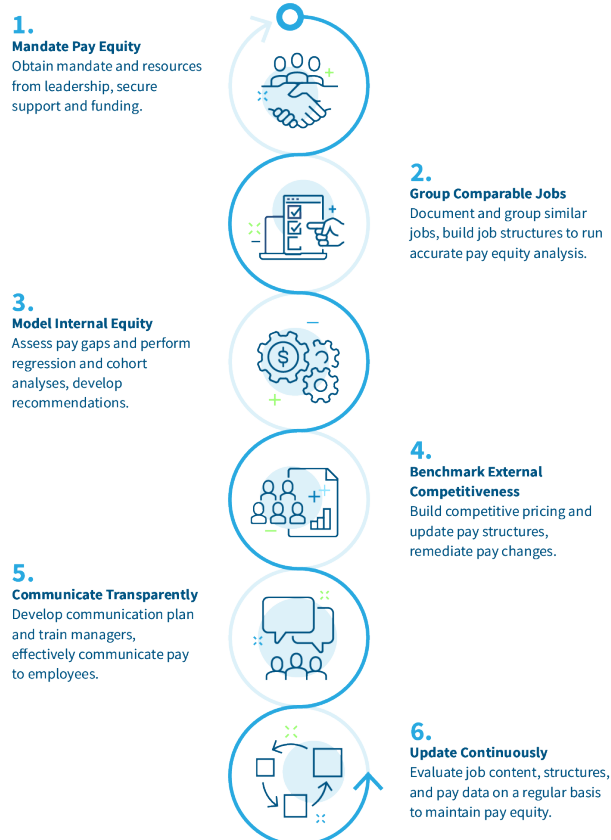 1.
Mandate Pay Equity
Obtain mandate and resources
from leadership, secure
support and funding.
2.
Group Comparable Jobs
Document and group similar
jobs, build job structures to run
accurate pay equity analysis.
3.
Model Internal Equity
Assess pay gaps and perform
regression and cohort
analyses, develop
recommendations.
4.
Benchmark External
Competitiveness
Build competitive pricing and
update pay structures,
remediate pay changes.
5.
Communicate Transparently
Develop communication plan
and train managers,
effectively communicate pay
to employees.
6.
Update Continuously
Evaluate job content, structures,
and pay data on a regular basis
to maintain pay equity.